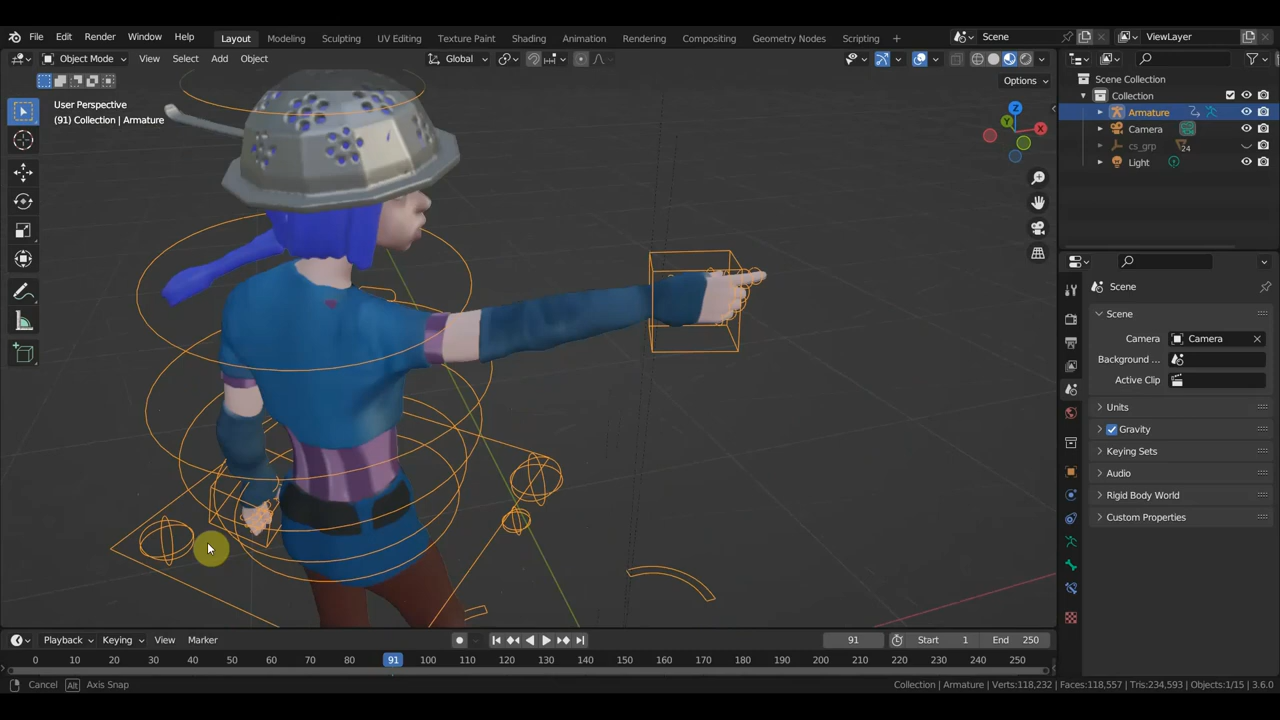 File Edit Render Window Help Layout Modeling Sculpting UV Editing Texture Paint Shading Animation Rendering Compositing Geometry Nodes Scripting + Scene ViewLayer
Object Mode View Select Add Object Global
Options
User Perspective
(91) Collection | Armature
X
Y
Z
Scene Collection
Collection
Armature
Camera
cs_grp 24
Light
Scene
Scene
Camera Camera
Background ...
Active Clip
Units
Gravity
Keying Sets
Audio
Rigid Body World
Custom Properties
Playback Keying View Marker 91 Start 1 End 250
0 10 20 30 40 50 60 70 80 91 100 110 120 130 140 150 160 170 180 190 200 210 220 230 240 250
Cancel Alt Axis Snap Collection | Armature | Verts:118,232 | Faces:118,557 | Tris:234,593 | Objects:1/15 | 3.6.0